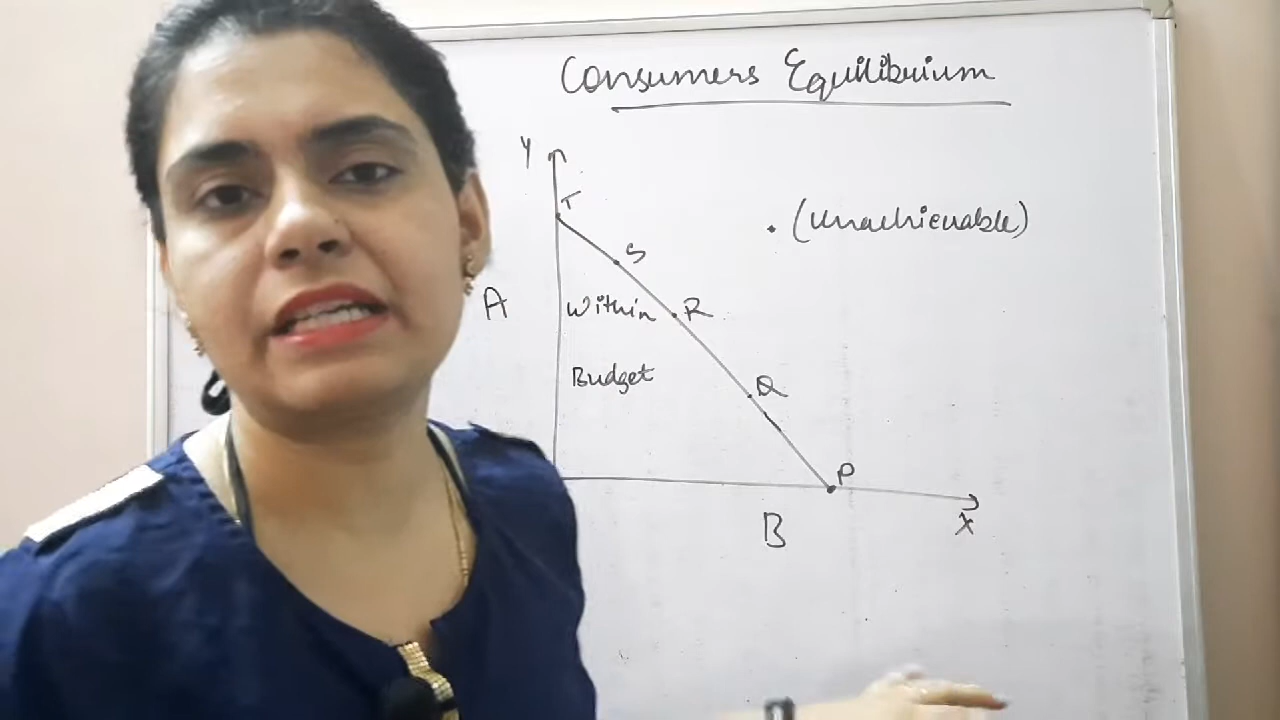 Consumers Equilibrium
Y
T
(Unachievable)
S
A
Within
R
Budget
Q
P
B
X